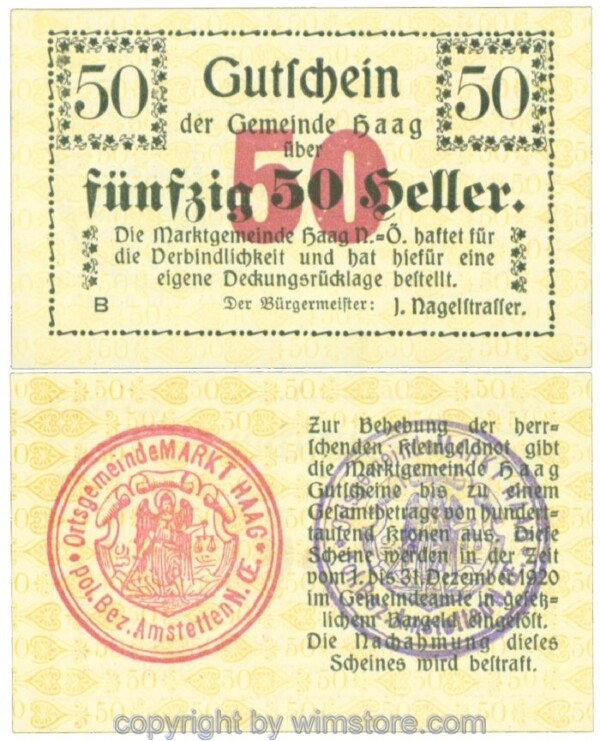 50 Gutschein 50
der Gemeinde Haag
über
50
fünfzig 50 Heller.
Die Marktgemeinde Haag N.=Ö. haftet für
die Verbindlichkeit und hat hiefür eine
eigene Deckungsrücklage bestellt.
B Der Bürgermeister: J. Nagelstrasser.
Ortsgemeinde MARKT HAAG
pol. Bez. Amstetten N. Œ.
Zur Behebung der herr=
schenden Kleingeldnot gibt
die Marktgemeinde Haag
Gutscheine bis zu einem
Gesamtbetrage von hundert=
tausend Kronen aus. Diese
Scheine werden in der Zeit
vom 1. bis 31. Dezember 1920
im Gemeindeamte in gesetz=
lichem Bargeld eingelöst.
Die Nachahmung dieses
Scheines wird bestraft.
copyright by wimstore.com